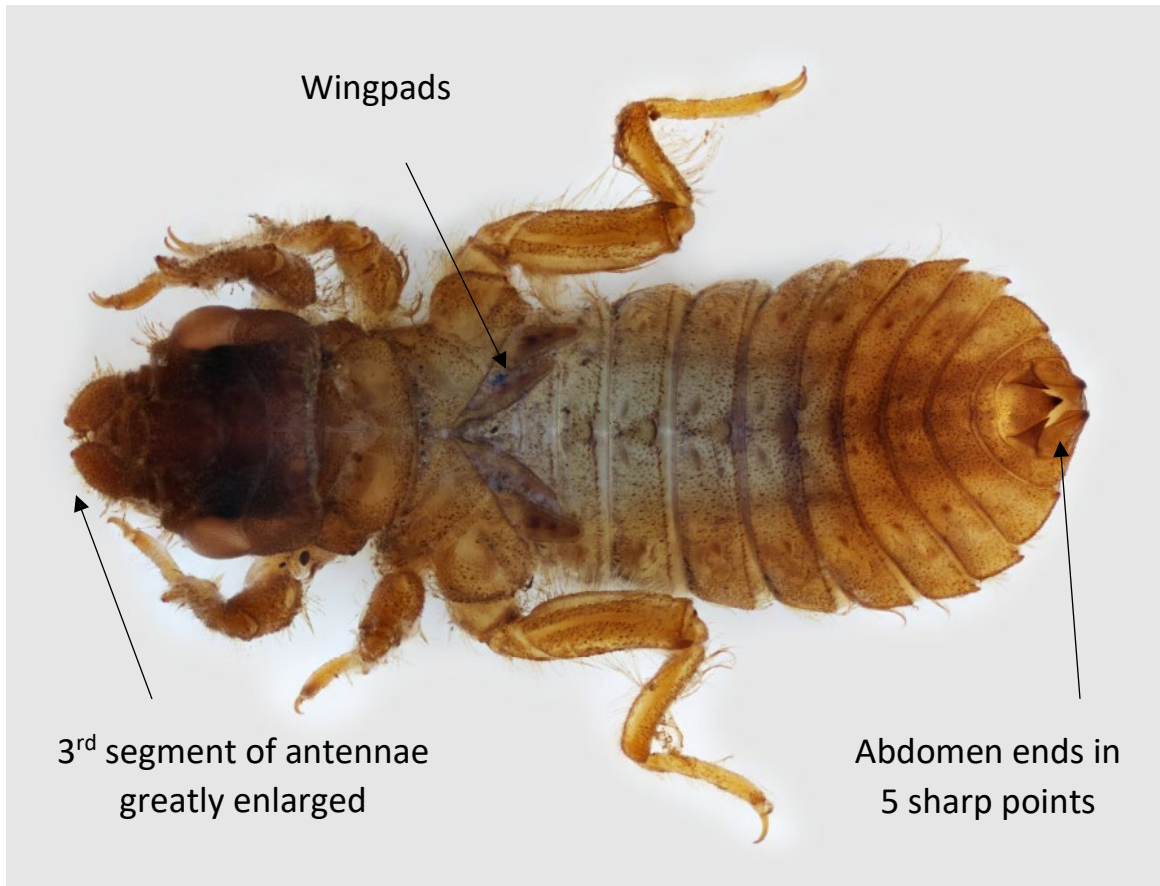 Wingpads
3rd segment of antennae
greatly enlarged
Abdomen ends in
5 sharp points